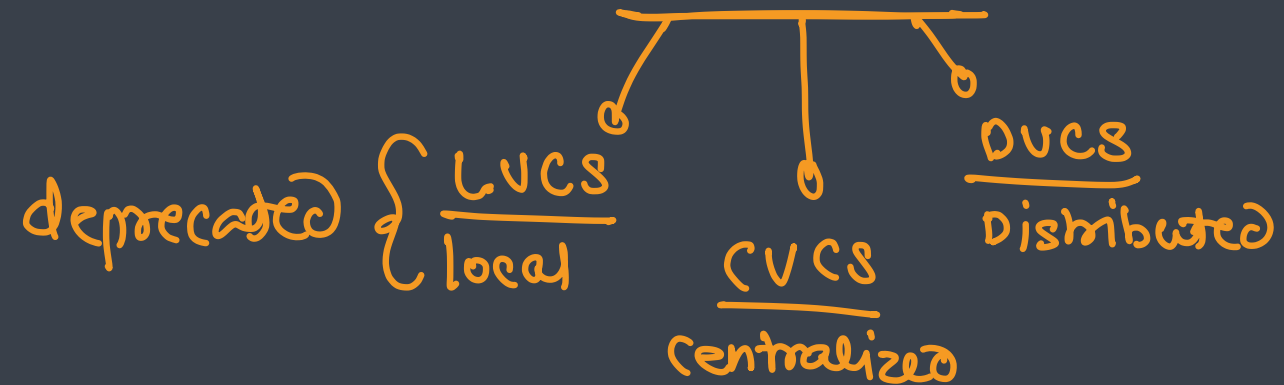 deprecated
LVCS
local
CVCS
Centralized
DVCS
Distributed